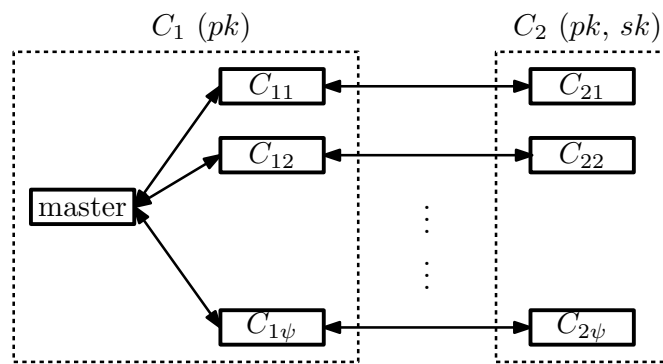 C₁ (pk)
C₂ (pk, sk)
C₁₁
C₂₁
C₁₂
C₂₂
master
C₁ψ
C₂ψ